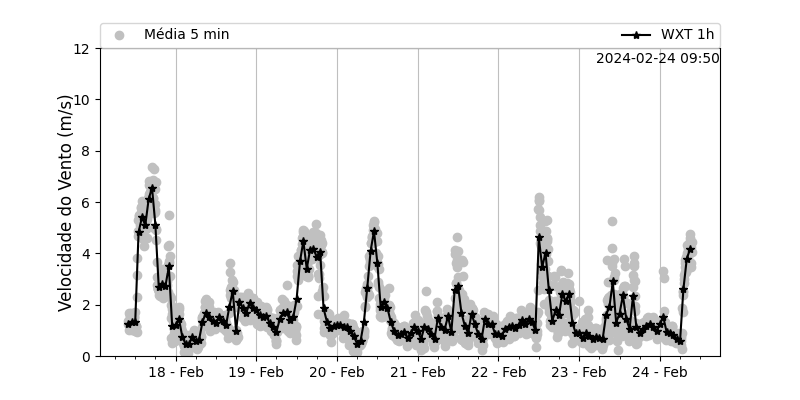 Média 5 min
WXT 1h
2024-02-24 09:50
Velocidade do Vento (m/s)
12
10
8
6
4
2
0
18 - Feb
19 - Feb
20 - Feb
21 - Feb
22 - Feb
23 - Feb
24 - Feb